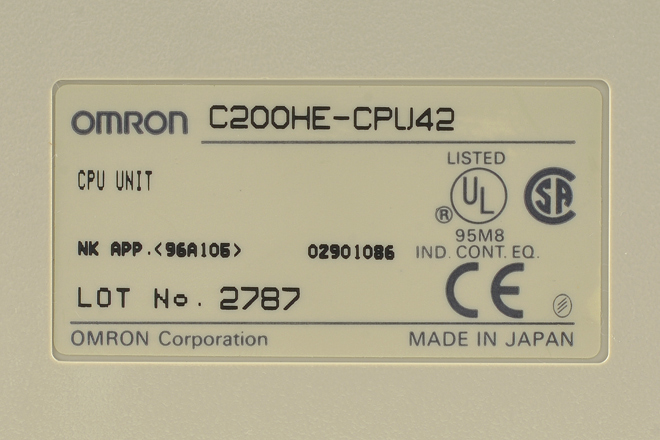 OMRON C200HE-CPU42
CPU UNIT
LISTED
UL
®
SA
95M8
NK APP.<96A105> 02901086
IND. CONT. EQ.
LOT No. 2787
CE
OMRON Corporation
MADE IN JAPAN